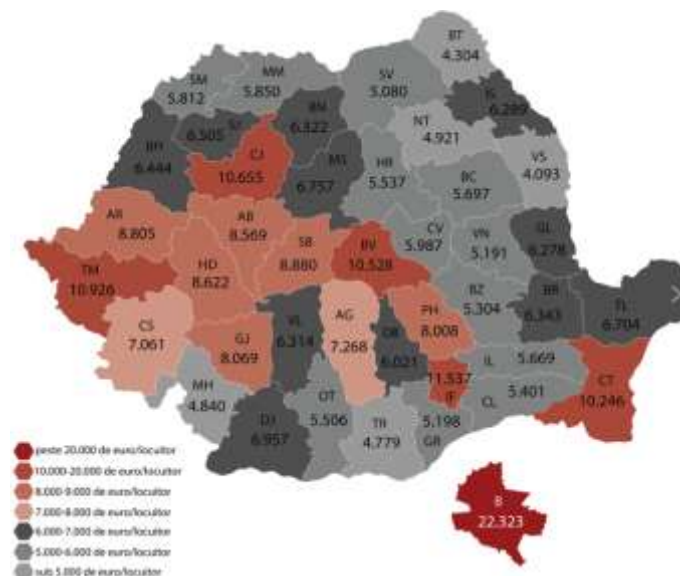 BT
4.304
SM
5.812
MM
5.850
SV
5.080
IS
6.289
BN
6.322
SJ
6.505
NT
4.921
BH
6.444
CJ
10.655
MS
6.757
HR
5.537
VS
4.093
BC
5.697
AR
8.805
AB
8.569
SB
8.880
BV
10.528
CV
5.987
VN
5.191
GL
6.278
TM
10.926
HD
8.622
BZ
5.304
BR
6.343
TL
6.704
CS
7.061
GJ
8.069
VL
6.314
AG
7.268
DB
6.021
PH
8.008
IL
5.669
MH
4.840
OT
5.506
11.537
IF
CL
5.401
CT
10.246
DJ
6.957
TR
4.779
5.198
GR
peste 20.000 de euro/locuitor
10.000-20.000 de euro/locuitor
8.000-9.000 de euro/locuitor
7.000-8.000 de euro/locuitor
6.000-7.000 de euro/locuitor
5.000-6.000 de euro/locuitor
sub 5.000 de euro/locuitor
B
22.323